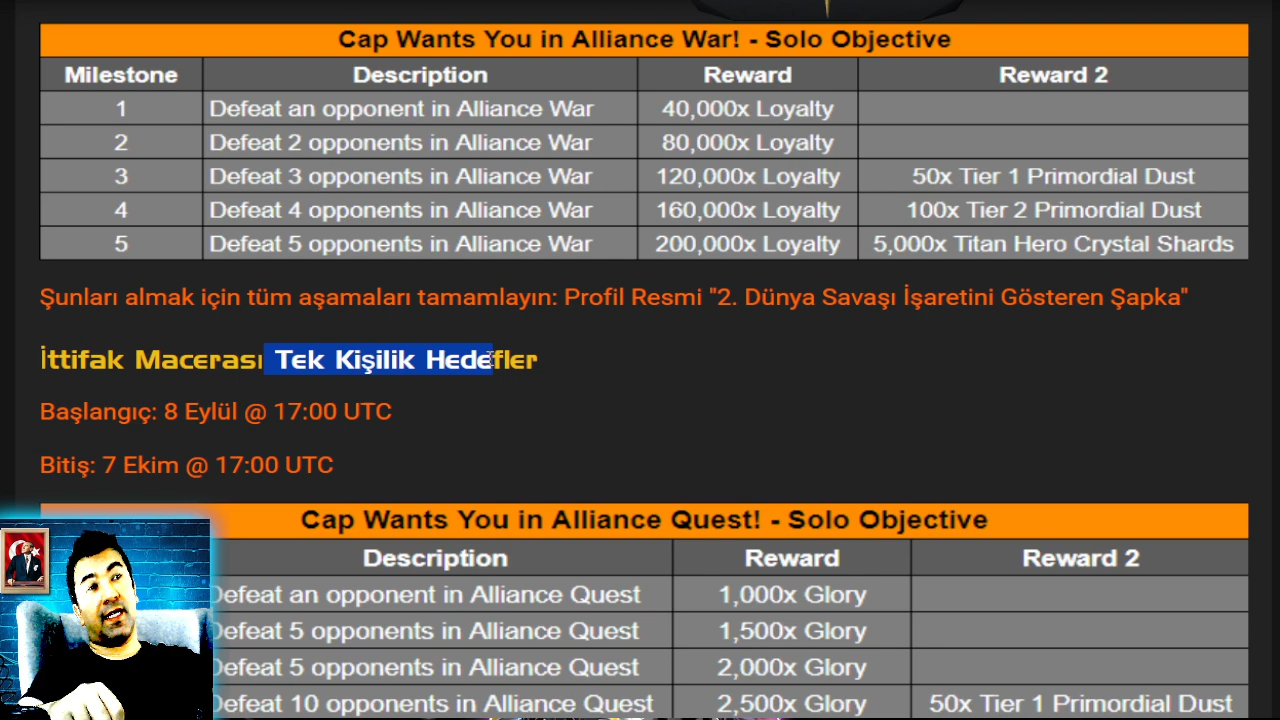 Cap Wants You in Alliance War! - Solo Objective
Milestone Description Reward Reward 2
1 Defeat an opponent in Alliance War 40,000x Loyalty
2 Defeat 2 opponents in Alliance War 80,000x Loyalty
3 Defeat 3 opponents in Alliance War 120,000x Loyalty 50x Tier 1 Primordial Dust
4 Defeat 4 opponents in Alliance War 160,000x Loyalty 100x Tier 2 Primordial Dust
5 Defeat 5 opponents in Alliance War 200,000x Loyalty 5,000x Titan Hero Crystal Shards
Şunları almak için tüm aşamaları tamamlayın: Profil Resmi "2. Dünya Savaşı İşaretini Gösteren Şapka"
İttifak Macerası Tek Kişilik Hedefler
Başlangıç: 8 Eylül @ 17:00 UTC
Bitiş: 7 Ekim @ 17:00 UTC
Cap Wants You in Alliance Quest! - Solo Objective
Description Reward Reward 2
Defeat an opponent in Alliance Quest 1,000x Glory
Defeat 5 opponents in Alliance Quest 1,500x Glory
Defeat 5 opponents in Alliance Quest 2,000x Glory
Defeat 10 opponents in Alliance Quest 2,500x Glory 50x Tier 1 Primordial Dust